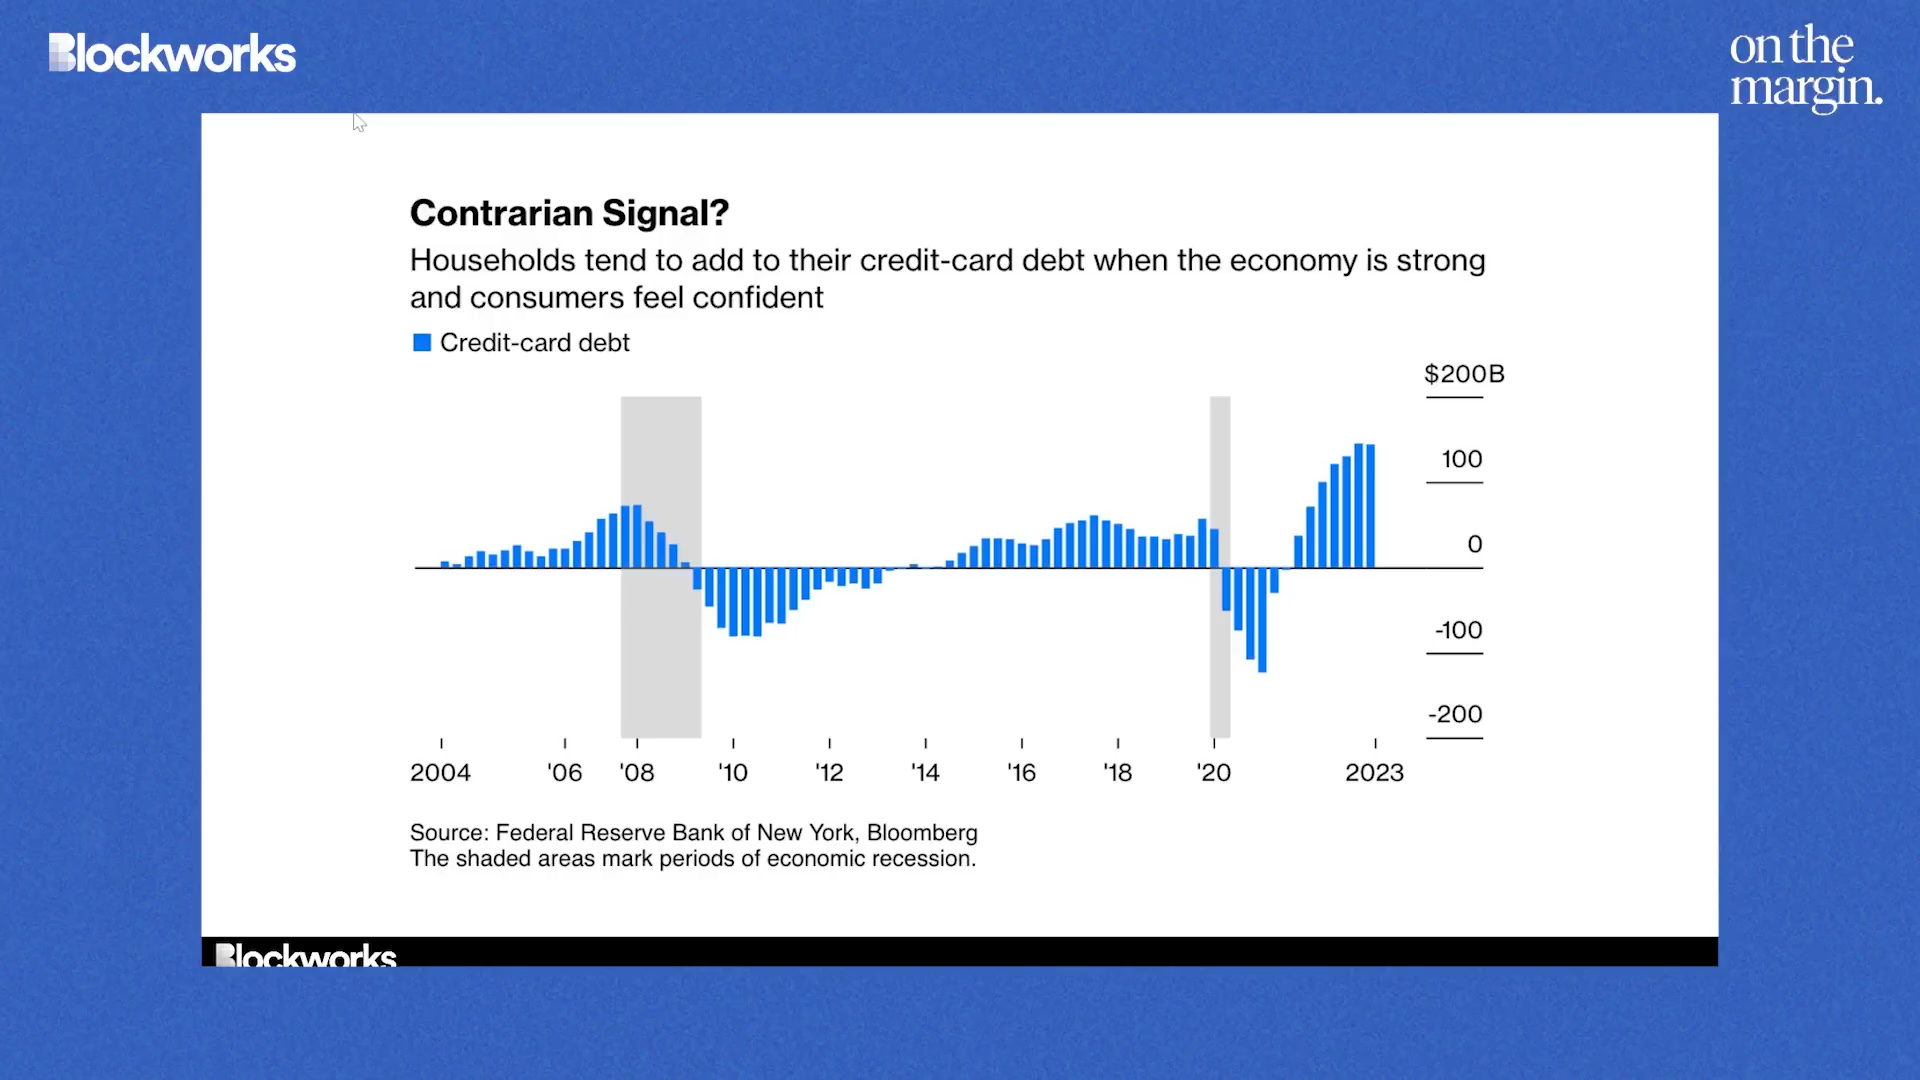 Blockworks
on the
margin.
Contrarian Signal?
Households tend to add to their credit-card debt when the economy is strong
and consumers feel confident
Credit-card debt
$200B
100
0
-100
-200
2004 '06 '08 '10 '12 '14 '16 '18 '20 2023
Source: Federal Reserve Bank of New York, Bloomberg
The shaded areas mark periods of economic recession.
Blockworks